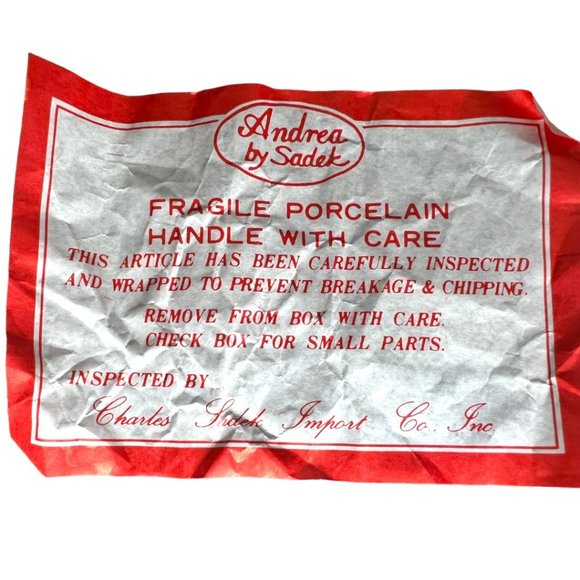 Andrea
by Sadek
FRAGILE PORCELAIN
HANDLE WITH CARE
THIS ARTICLE HAS BEEN CAREFULLY INSPECTED
AND WRAPPED TO PREVENT BREAKAGE & CHIPPING.
REMOVE FROM BOX WITH CARE.
CHECK BOX FOR SMALL PARTS.
INSPECTED BY
Charles Sadek Import Co. Inc